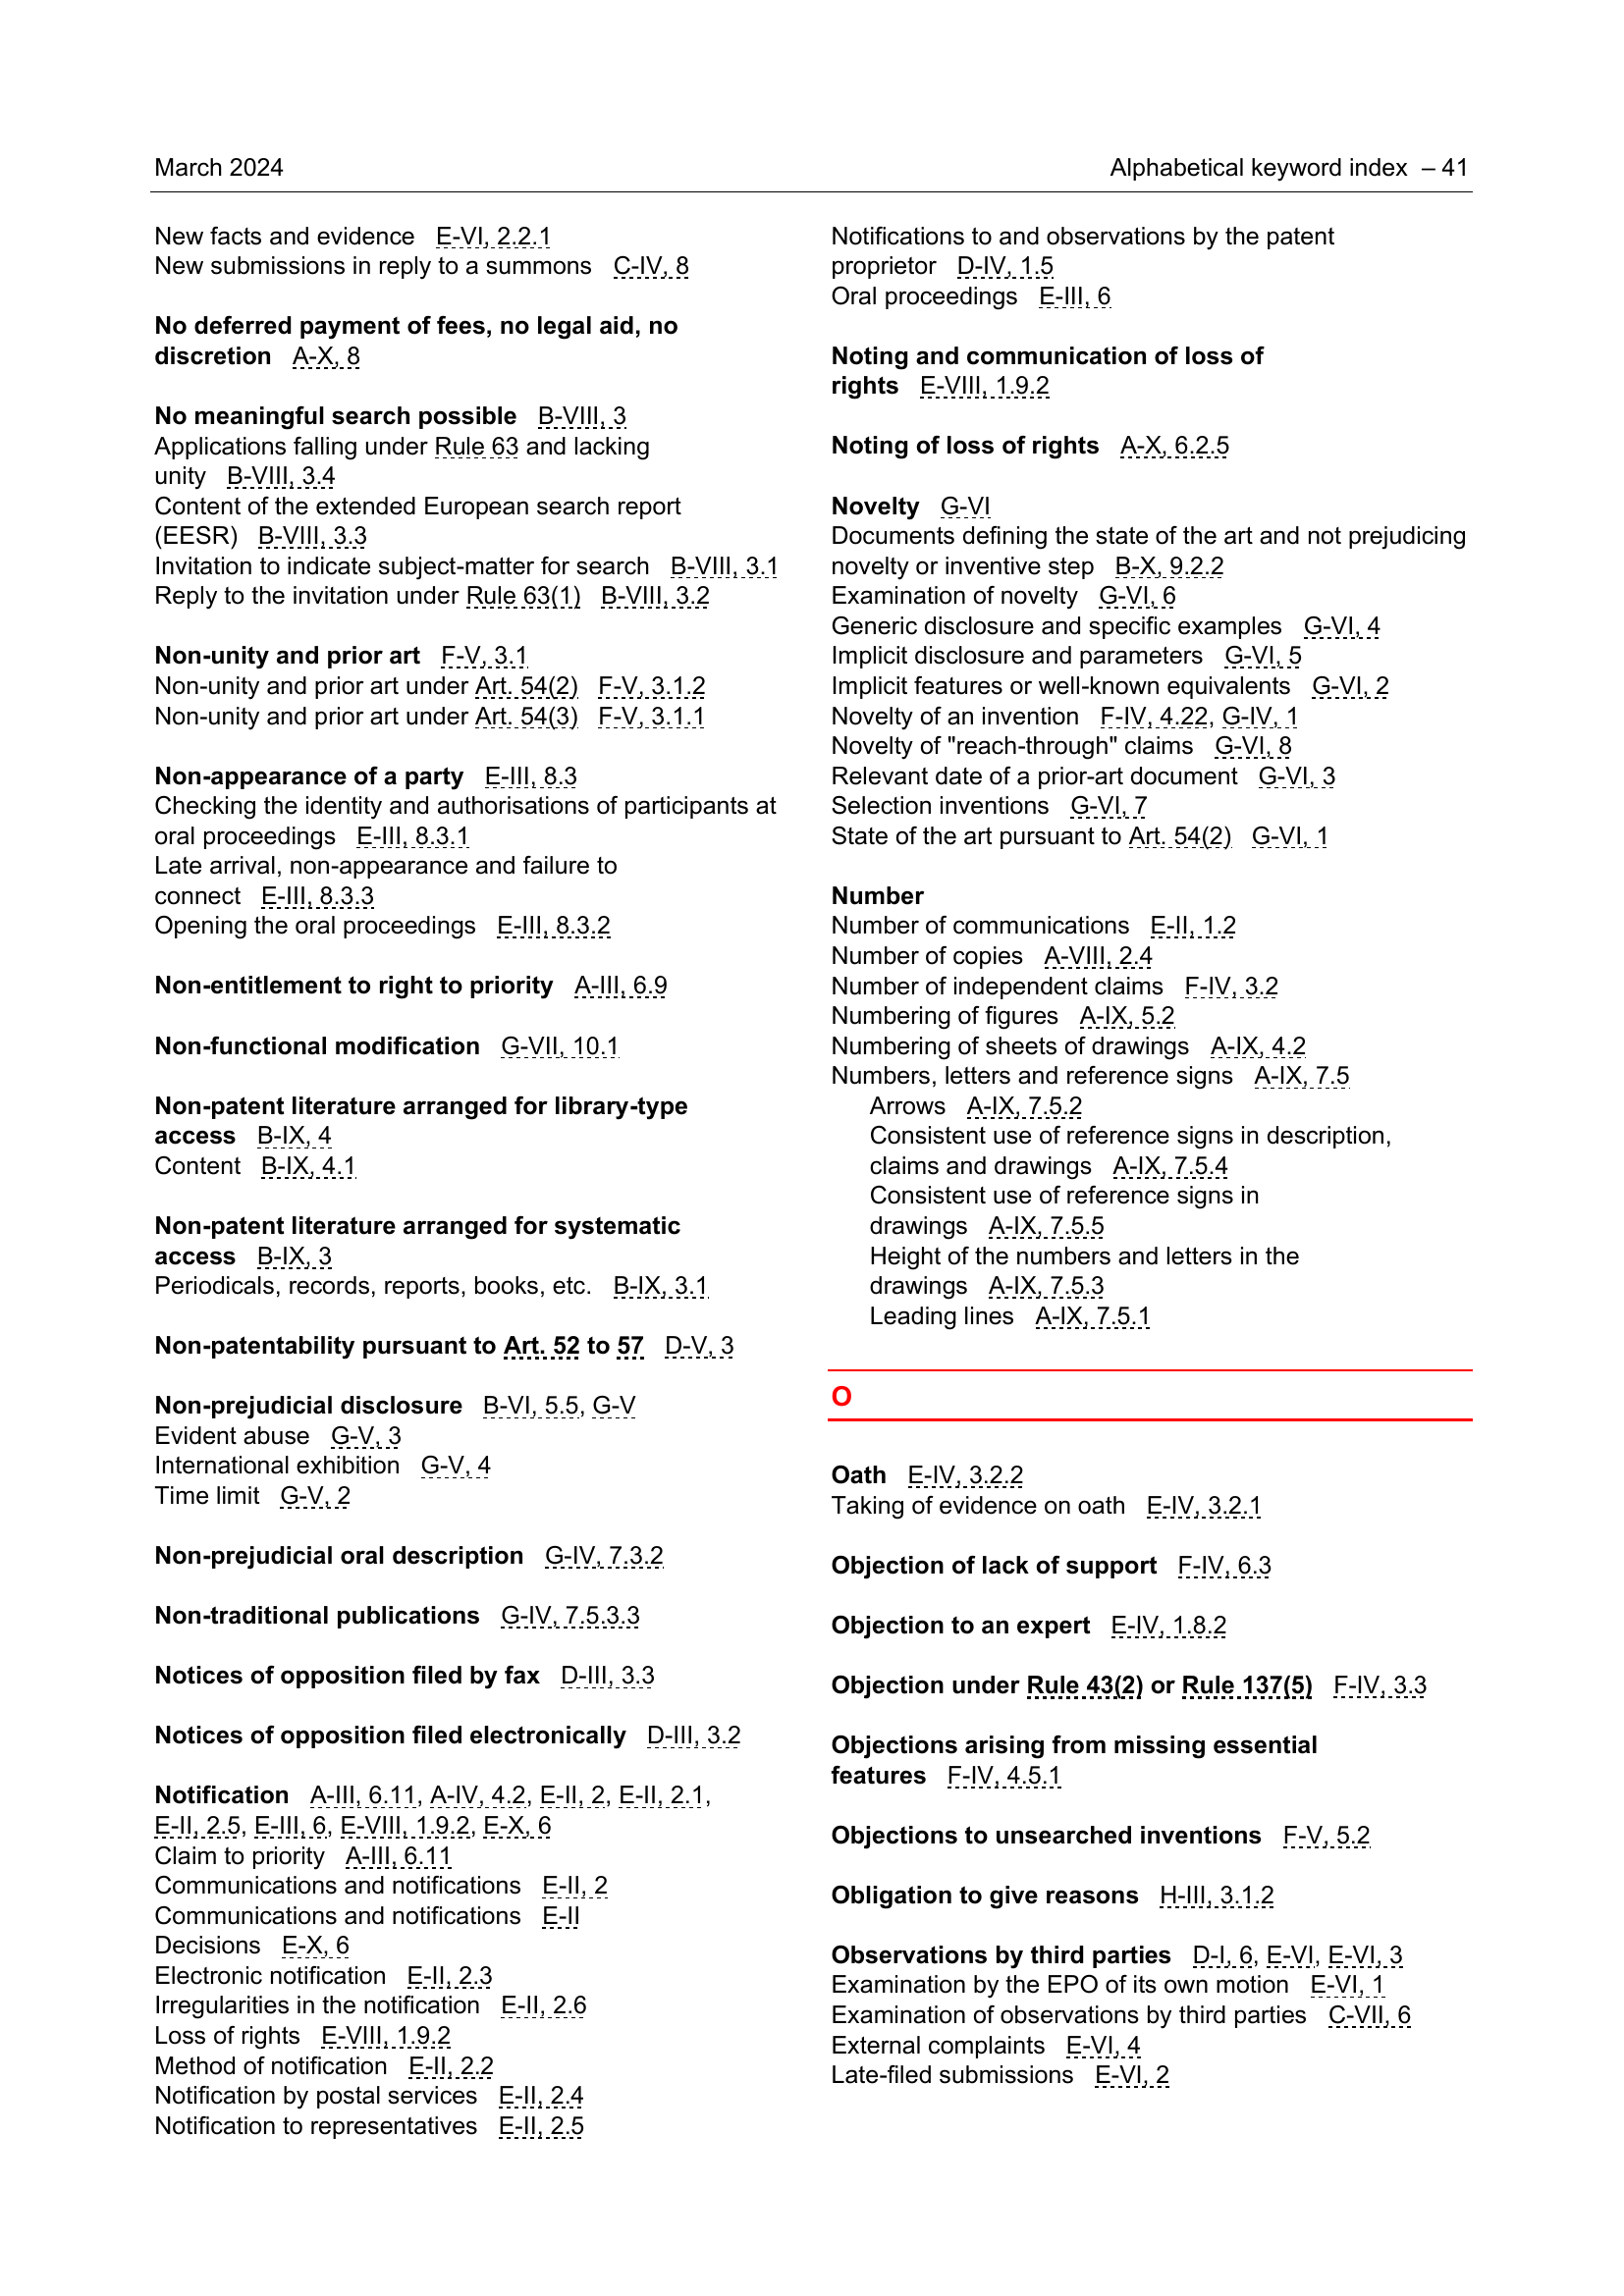 March 2024
Alphabetical keyword index – 41
New facts and evidence E-VI, 2.2.1
New submissions in reply to a summons C-IV, 8
No deferred payment of fees, no legal aid, no
discretion A-X, 8
No meaningful search possible B-VIII, 3
Applications falling under Rule 63 and lacking
unity B-VIII, 3.4
Content of the extended European search report
(EESR) B-VIII, 3.3
Invitation to indicate subject-matter for search B-VIII, 3.1
Reply to the invitation under Rule 63(1) B-VIII, 3.2
Non-unity and prior art F-V, 3.1
Non-unity and prior art under Art. 54(2) F-V, 3.1.2
Non-unity and prior art under Art. 54(3) F-V, 3.1.1
Non-appearance of a party E-III, 8.3
Checking the identity and authorisations of participants at
oral proceedings E-III, 8.3.1
Late arrival, non-appearance and failure to
connect E-III, 8.3.3
Opening the oral proceedings E-III, 8.3.2
Non-entitlement to right to priority A-III, 6.9
Non-functional modification G-VII, 10.1
Non-patent literature arranged for library-type
access B-IX, 4
Content B-IX, 4.1
Non-patent literature arranged for systematic
access B-IX, 3
Periodicals, records, reports, books, etc. B-IX, 3.1
Non-patentability pursuant to Art. 52 to 57 D-V, 3
Non-prejudicial disclosure B-VI, 5.5, G-V
Evident abuse G-V, 3
International exhibition G-V, 4
Time limit G-V, 2
Non-prejudicial oral description G-IV, 7.3.2
Non-traditional publications G-IV, 7.5.3.3
Notices of opposition filed by fax D-III, 3.3
Notices of opposition filed electronically D-III, 3.2
Notification A-III, 6.11, A-IV, 4.2, E-II, 2, E-II, 2.1,
E-II, 2.5, E-III, 6, E-VIII, 1.9.2, E-X, 6
Claim to priority A-III, 6.11
Communications and notifications E-II, 2
Communications and notifications E-II
Decisions E-X, 6
Electronic notification E-II, 2.3
Irregularities in the notification E-II, 2.6
Loss of rights E-VIII, 1.9.2
Method of notification E-II, 2.2
Notification by postal services E-II, 2.4
Notification to representatives E-II, 2.5
Notifications to and observations by the patent
proprietor D-IV, 1.5
Oral proceedings E-III, 6
Noting and communication of loss of
rights E-VIII, 1.9.2
Noting of loss of rights A-X, 6.2.5
Novelty G-VI
Documents defining the state of the art and not prejudicing
novelty or inventive step B-X, 9.2.2
Examination of novelty G-VI, 6
Generic disclosure and specific examples G-VI, 4
Implicit disclosure and parameters G-VI, 5
Implicit features or well-known equivalents G-VI, 2
Novelty of an invention F-IV, 4.22, G-IV, 1
Novelty of "reach-through" claims G-VI, 8
Relevant date of a prior-art document G-VI, 3
Selection inventions G-VI, 7
State of the art pursuant to Art. 54(2) G-VI, 1
Number
Number of communications E-II, 1.2
Number of copies A-VIII, 2.4
Number of independent claims F-IV, 3.2
Numbering of figures A-IX, 5.2
Numbering of sheets of drawings A-IX, 4.2
Numbers, letters and reference signs A-IX, 7.5
Arrows A-IX, 7.5.2
Consistent use of reference signs in description,
claims and drawings A-IX, 7.5.4
Consistent use of reference signs in
drawings A-IX, 7.5.5
Height of the numbers and letters in the
drawings A-IX, 7.5.3
Leading lines A-IX, 7.5.1
O
Oath E-IV, 3.2.2
Taking of evidence on oath E-IV, 3.2.1
Objection of lack of support F-IV, 6.3
Objection to an expert E-IV, 1.8.2
Objection under Rule 43(2) or Rule 137(5) F-IV, 3.3
Objections arising from missing essential
features F-IV, 4.5.1
Objections to unsearched inventions F-V, 5.2
Obligation to give reasons H-III, 3.1.2
Observations by third parties D-I, 6, E-VI, E-VI, 3
Examination by the EPO of its own motion E-VI, 1
Examination of observations by third parties C-VII, 6
External complaints E-VI, 4
Late-filed submissions E-VI, 2